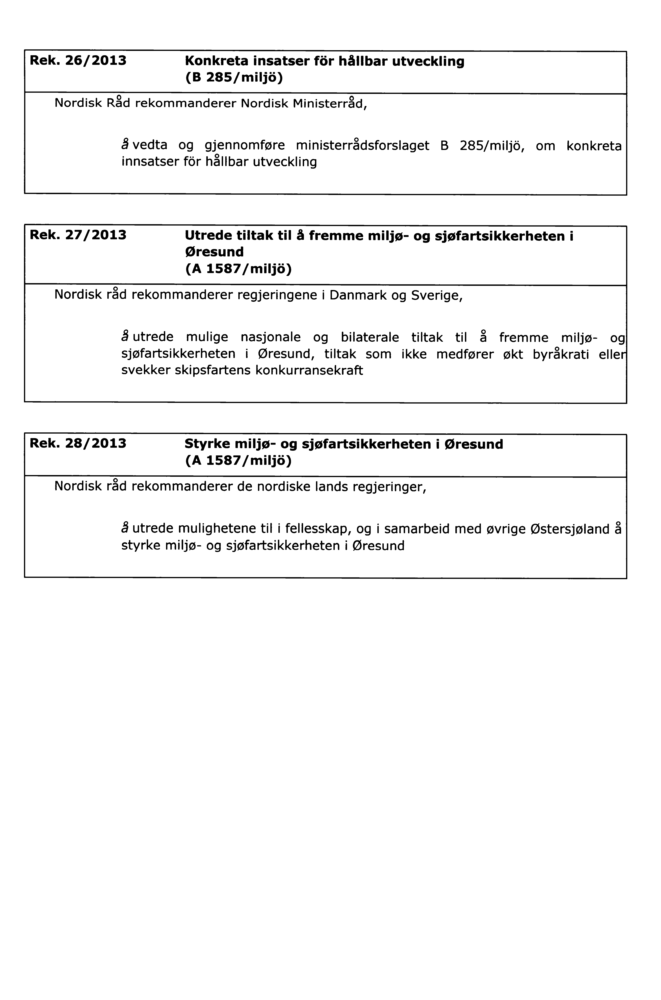 Rek. 26/2013 Konkreta insatser för hållbar utveckling
(B 285/miljö)
Nordisk Råd rekommanderer Nordisk Ministerråd,
å vedta og gjennomføre ministerrådsforslaget B 285/miljö, om konkreta
innsatser för hållbar utveckling
Rek. 27/2013 Utrede tiltak til å fremme miljø- og sjøfartsikkerheten i
Øresund
(A 1587/miljö)
Nordisk råd rekommanderer regjeringene i Danmark og Sverige,
å utrede mulige nasjonale og bilaterale tiltak til å fremme miljø- og
sjøfartsikkerheten i Øresund, tiltak som ikke medfører økt byråkrati eller
svekker skipsfartens konkurransekraft
Rek. 28/2013 Styrke miljø- og sjøfartsikkerheten i Øresund
(A 1587/miljö)
Nordisk råd rekommanderer de nordiske lands regjeringer,
å utrede mulighetene til i fellesskap, og i samarbeid med øvrige Østersjøland å
styrke miljø- og sjøfartsikkerheten i Øresund